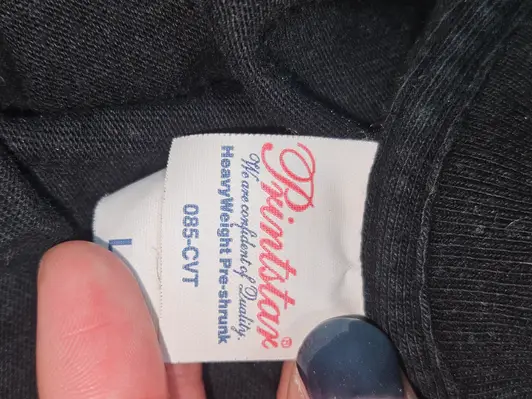 Printstar®
We are confident of Quality.
HeavyWeight Pre-shrunk
085-CVT
L